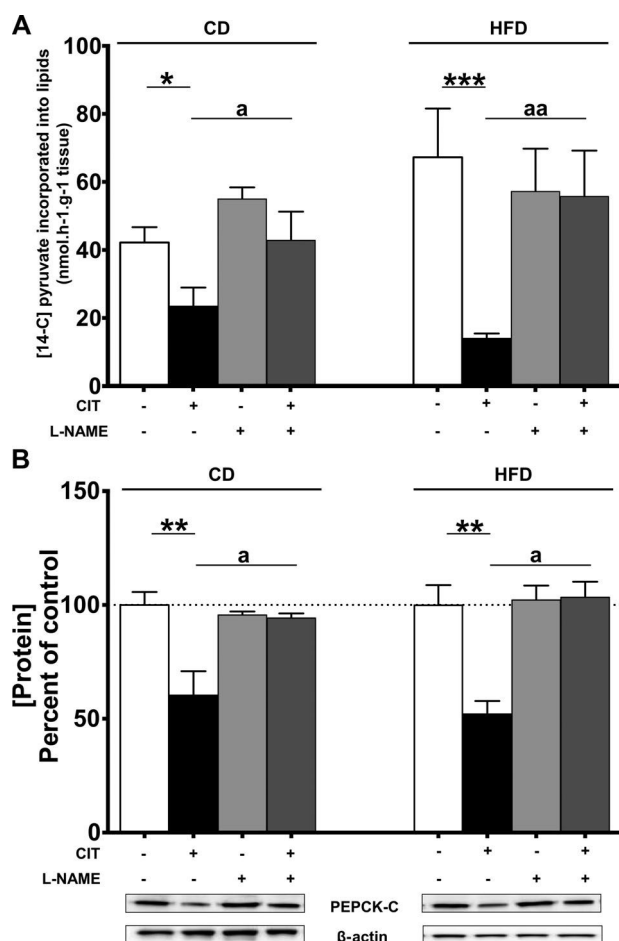 A
CD
HFD
[14-C] pyruvate incorporated into lipids
(nmol.h-1.g-1 tissue)
100
80
60
40
20
0
*
a
***
aa
CIT - + - + - + - +
L-NAME - - + + - - + +
B
CD
HFD
[Protein]
Percent of control
150
100
50
0
**
a
**
a
CIT - + - + - + - +
L-NAME - - + + - - + +
PEPCK-C
ß-actin